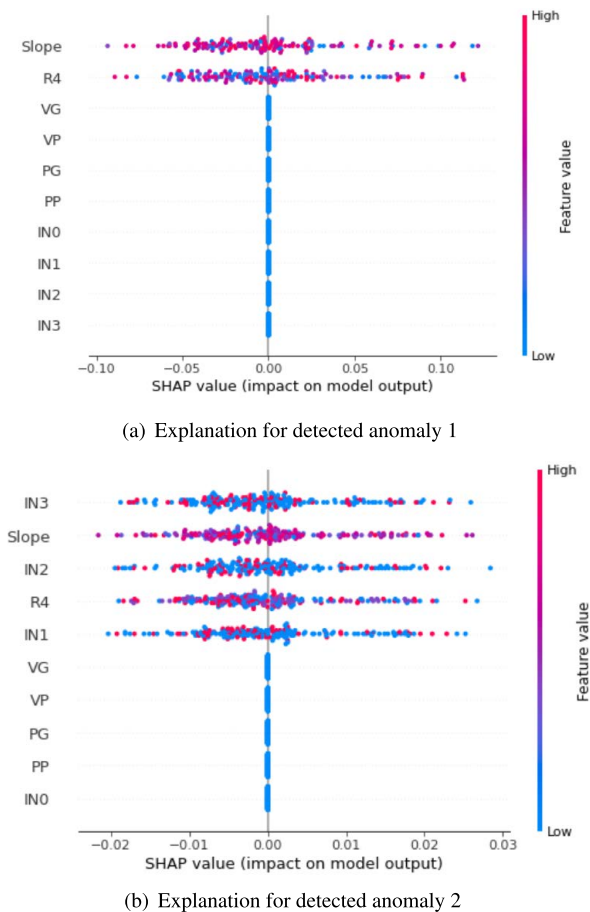 High
Slope
R4
VG
VP
PG
PP
IN0
IN1
IN2
IN3
Feature value
Low
−0.10 −0.05 0.00 0.05 0.10
SHAP value (impact on model output)
(a) Explanation for detected anomaly 1
High
IN3
Slope
IN2
R4
IN1
VG
VP
PG
PP
IN0
Feature value
Low
−0.02 −0.01 0.00 0.01 0.02 0.03
SHAP value (impact on model output)
(b) Explanation for detected anomaly 2